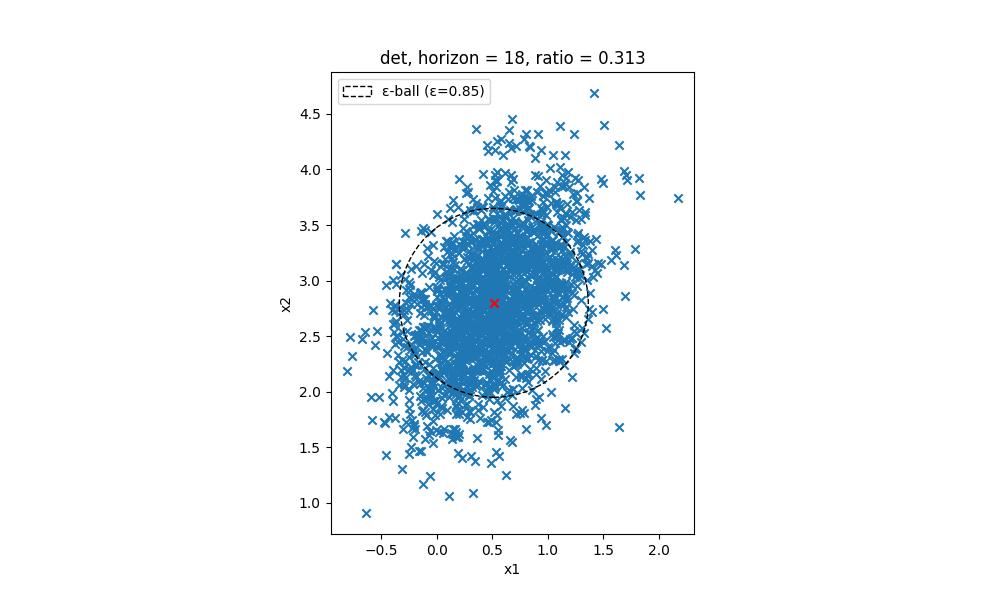 det, horizon = 18, ratio = 0.313
ε-ball (ε=0.85)
4.5
4.0
3.5
3.0
2.5
2.0
1.5
1.0
x2
−0.5 0.0 0.5 1.0 1.5 2.0
x1